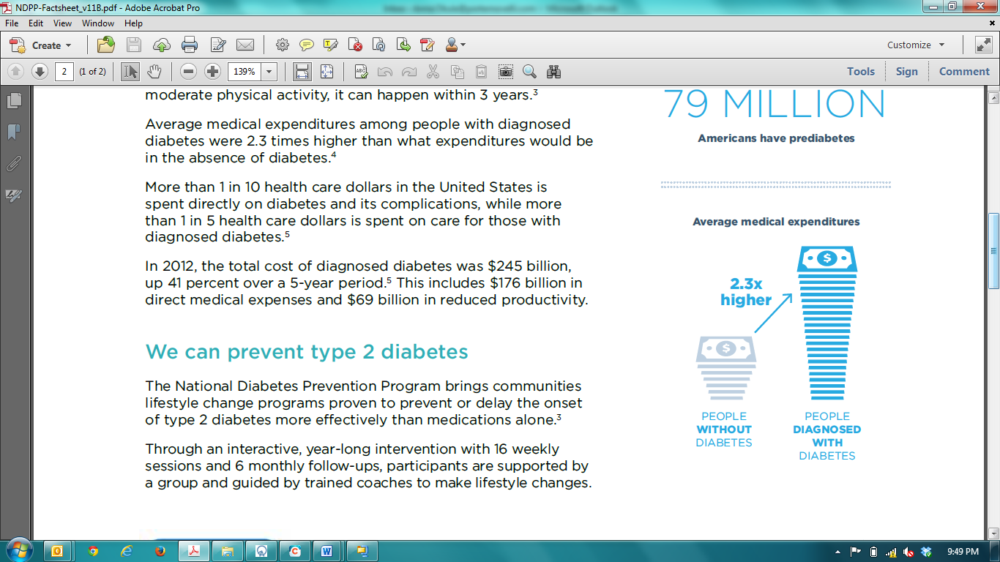 NDPP-Factsheet_v11B.pdf - Adobe Acrobat Pro
File Edit View Window Help
Create
Customize
2 (1 of 2)
139%
Tools Sign Comment
moderate physical activity, it can happen within 3 years.3
Average medical expenditures among people with diagnosed
diabetes were 2.3 times higher than what expenditures would be
in the absence of diabetes.4
More than 1 in 10 health care dollars in the United States is
spent directly on diabetes and its complications, while more
than 1 in 5 health care dollars is spent on care for those with
diagnosed diabetes.5
In 2012, the total cost of diagnosed diabetes was $245 billion,
up 41 percent over a 5-year period.5 This includes $176 billion in
direct medical expenses and $69 billion in reduced productivity.
We can prevent type 2 diabetes
The National Diabetes Prevention Program brings communities
lifestyle change programs proven to prevent or delay the onset
of type 2 diabetes more effectively than medications alone.3
Through an interactive, year-long intervention with 16 weekly
sessions and 6 monthly follow-ups, participants are supported by
a group and guided by trained coaches to make lifestyle changes.
79 MILLION
Americans have prediabetes
Average medical expenditures
2.3x
higher
$
$
PEOPLE
WITHOUT
DIABETES
PEOPLE
DIAGNOSED
WITH
DIABETES
9:49 PM